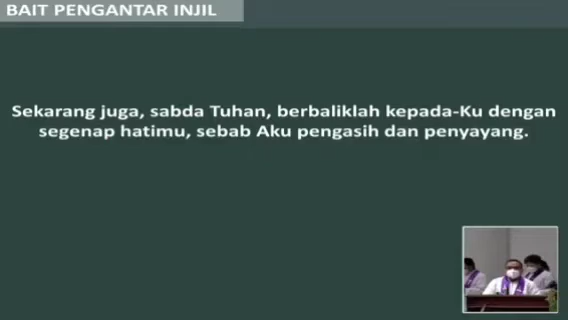 BAIT PENGANTAR INJIL
Sekarang juga, sabda Tuhan, berbaliklah kepada-Ku dengan
segenap hatimu, sebab Aku pengasih dan penyayang.